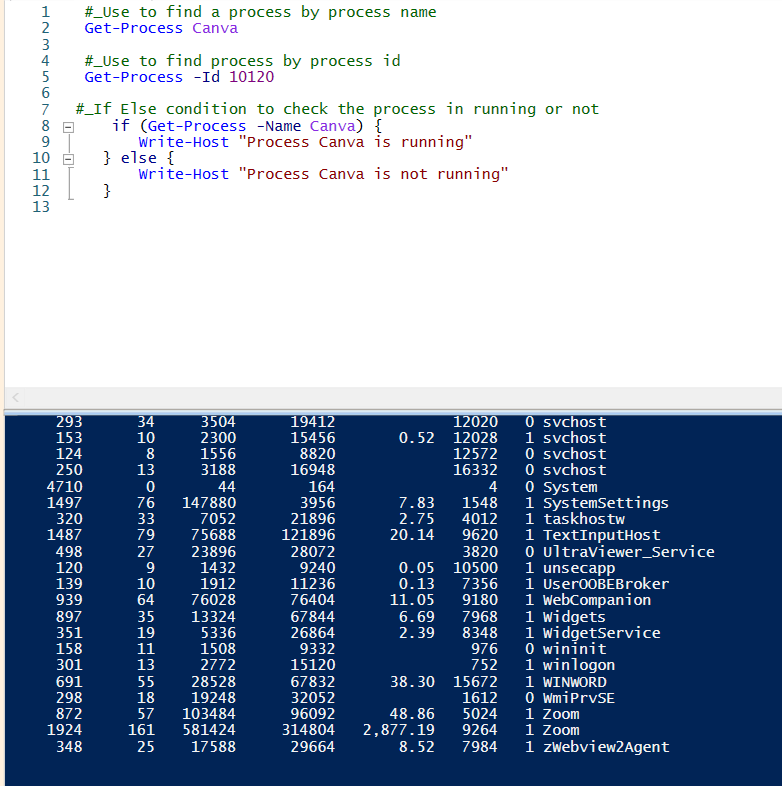 1 #_Use to find a process by process name
2 Get-Process Canva
3
4 #_Use to find process by process id
5 Get-Process -Id 10120
6
7 #_If Else condition to check the process in running or not
8 if (Get-Process -Name Canva) {
9 Write-Host "Process Canva is running"
10 } else {
11 Write-Host "Process Canva is not running"
12 }
13
293 34 3504 19412 12020 0 svchost
153 10 2300 15456 0.52 12028 1 svchost
124 8 1556 8820 12572 0 svchost
250 13 3188 16948 16332 0 svchost
4710 0 44 164 4 0 System
1497 76 147880 3956 7.83 1548 1 SystemSettings
320 33 7052 21896 2.75 4012 1 taskhostw
1487 79 75688 121896 20.14 9620 1 TextInputHost
498 27 23896 28072 3820 0 UltraViewer_Service
120 9 1432 9240 0.05 10500 1 unsecapp
139 10 1912 11236 0.13 7356 1 UserOOBEBroker
939 64 76028 76404 11.05 9180 1 WebCompanion
897 35 13324 67844 6.69 7968 1 Widgets
351 19 5336 26864 2.39 8348 1 WidgetService
158 11 1508 9332 976 0 wininit
301 13 2772 15120 752 1 winlogon
691 55 28528 67832 38.30 15672 1 WINWORD
298 18 19248 32052 1612 0 WmiPrvSE
872 57 103484 96092 48.86 5024 1 Zoom
1924 161 581424 314804 2,877.19 9264 1 Zoom
348 25 17588 29664 8.52 7984 1 zWebview2Agent